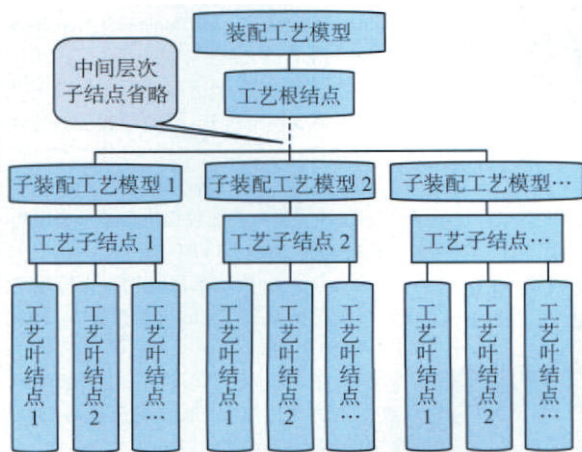 装配工艺模型
中间层次
子结点省略
工艺根结点
子装配工艺模型1
子装配工艺模型2
子装配工艺模型…
工艺子结点1
工艺子结点2
工艺子结点…
工艺叶结点1
工艺叶结点2
工艺叶结点…
工艺叶结点1
工艺叶结点2
工艺叶结点…
工艺叶结点1
工艺叶结点2
工艺叶结点…